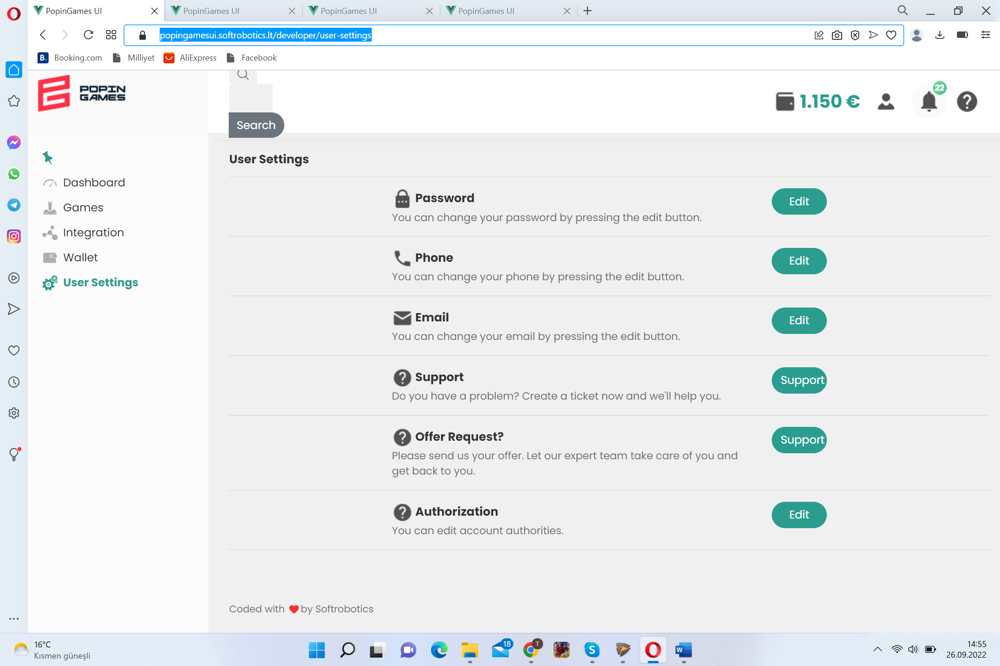 PopinGames UI
PopinGames UI
PopinGames UI
PopinGames UI
popingamesui.softrobotics.lt/developer/user-settings
B. Booking.com
Milliyet
AliExpress
Facebook
POPIN
GAMES
Search
1.150 €
22
User Settings
Dashboard
Games
Integration
Wallet
User Settings
Password
You can change your password by pressing the edit button.
Edit
Phone
You can change your phone by pressing the edit button.
Edit
Email
You can change your email by pressing the edit button.
Edit
Support
Do you have a problem? Create a ticket now and we'll help you.
Support
Offer Request?
Please send us your offer. Let our expert team take care of you and
get back to you.
Support
Authorization
You can edit account authorities.
Edit
Coded with ❤ by Softrobotics
16°C
Kısmen güneşli
18
T
S
W
14:55
26.09.2022